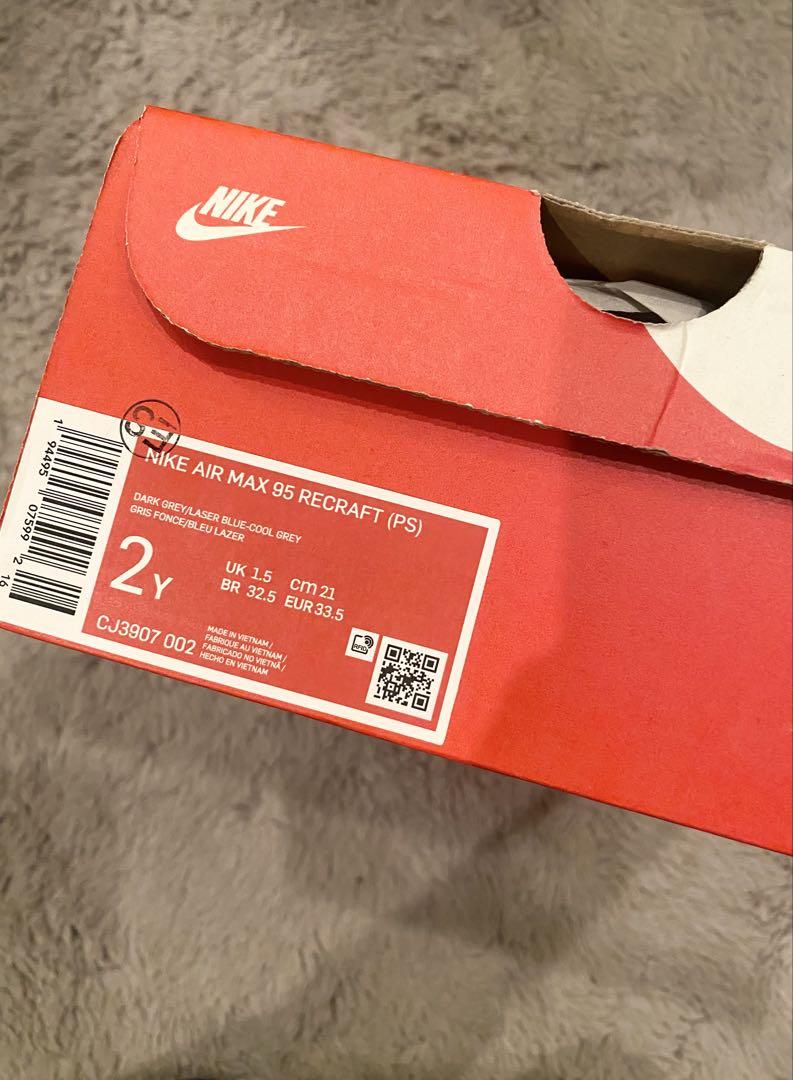 NIKE
C57
NIKE AIR MAX 95 RECRAFT (PS)
DARK GREY/LASER BLUE-COOL GREY
GRIS FONCE/BLEU LAZER
2Y
UK 1.5 cm 21
BR 32.5 EUR 33.5
CJ3907 002
MADE IN VIETNAM /
FABRIQUE AU VIETNAM /
FABRICADO NO VIETNÃ /
HECHO EN VIETNAM
RFID
1 94495 07599 2 16